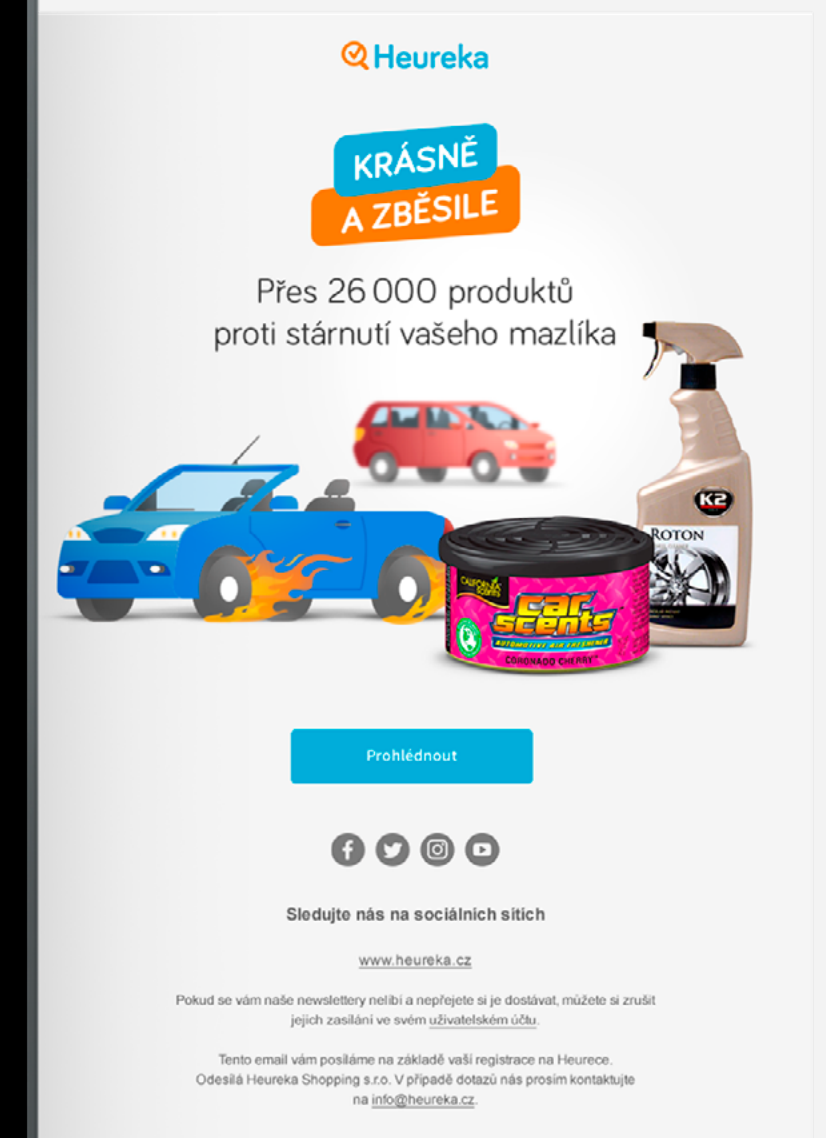 Heureka
KRÁSNĚ
A ZBĚSILE
Přes 26 000 produktů
proti stárnutí vašeho mazlíka
K2
ROTON
CALIFORNIA
SCENTS
car
scents
AUTOMOTIVE AIR FRESHENER
CORONADO CHERRY
Prohlédnout
Sledujte nás na sociálních sítích
www.heureka.cz
Pokud se vám naše newslettery nelíbí a nepřejete si je dostávat, můžete si zrušit
jejich zasílání ve svém uživatelském účtu.
Tento email vám posíláme na základě vaší registrace na Heurece.
Odesílá Heureka Shopping s.r.o. V případě dotazů nás prosím kontaktujte
na info@heureka.cz.